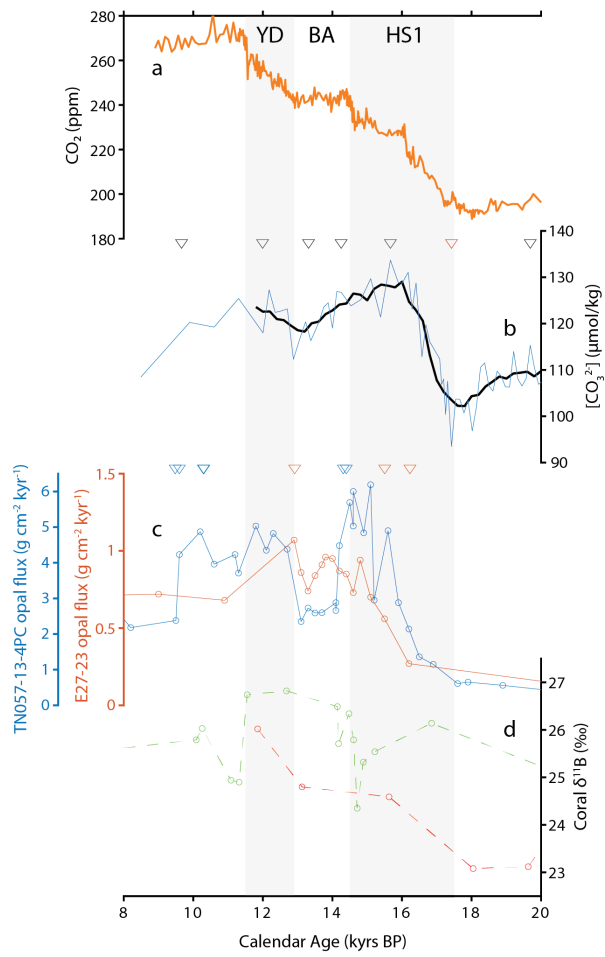 280
YD
BA
HS1
a
260
240
220
200
180
CO₂ (ppm)
140
130
120
110
100
90
b
[CO₃²⁻] (μmol/kg)
6
5
4
3
2
1
0
TN057-13-4PC opal flux (g cm⁻² kyr⁻¹)
1.5
1
0.5
0
E27-23 opal flux (g cm⁻² kyr⁻¹)
c
27
26
25
24
23
d
Coral δ¹¹B (‰)
8
10
12
14
16
18
20
Calendar Age (kyrs BP)